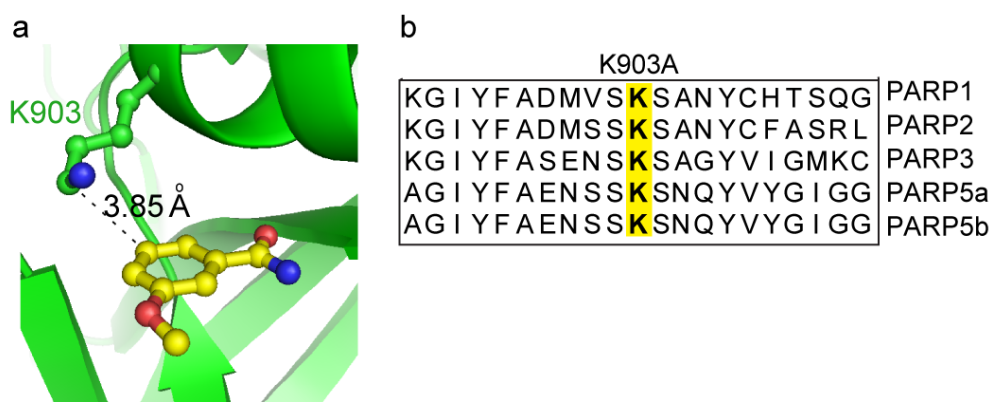 a
K903
3.85 Å
b
K903A
KGIYFADMVSKSANYCHTSQG PARP1
KGIYFADMSSKSANYCFASRL PARP2
KGIYFASENSKSAGYVIGMKC PARP3
AGIYFAENSSKSNQYVYGIGG PARP5a
AGIYFAENSSKSNQYVYGIGG PARP5b